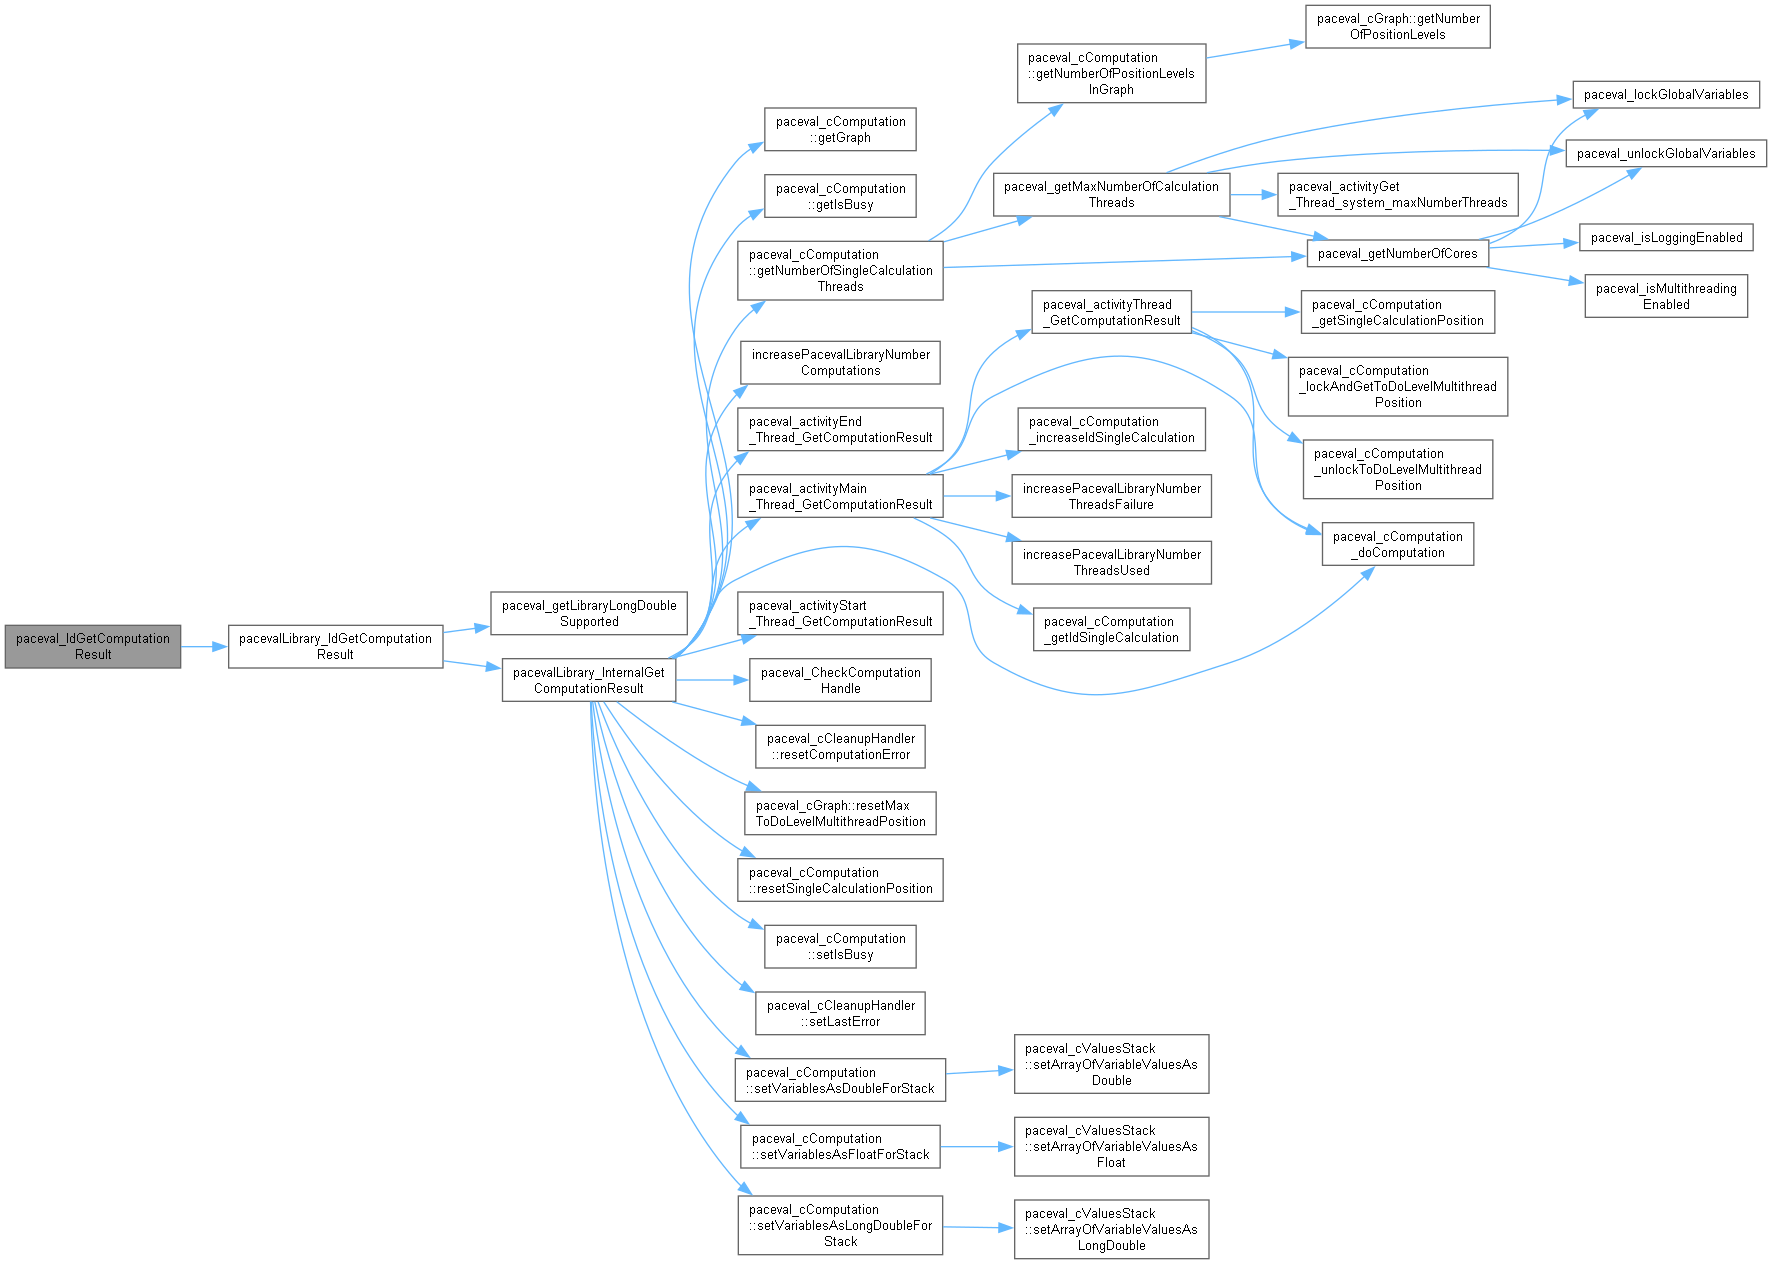 paceval_cGraph::getNumber
OfPositionLevels
paceval_cComputation
::getNumberOfPositionLevels
InGraph
paceval_lockGlobalVariables
paceval_cComputation
::getGraph
paceval_unlockGlobalVariables
paceval_cComputation
::getIsBusy
paceval_getMaxNumberOfCalculation
Threads
paceval_activityGet
_Thread_system_maxNumberThreads
paceval_isLoggingEnabled
paceval_cComputation
::getNumberOfSingleCalculation
Threads
paceval_getNumberOfCores
paceval_isMultithreading
Enabled
paceval_activityThread
_GetComputationResult
paceval_cComputation
_getSingleCalculationPosition
increasePacevalLibraryNumber
Computations
paceval_cComputation
_lockAndGetToDoLevelMultithread
Position
paceval_activityEnd
_Thread_GetComputationResult
paceval_cComputation
_increaseIdSingleCalculation
paceval_cComputation
_unlockToDoLevelMultithread
Position
paceval_activityMain
_Thread_GetComputationResult
increasePacevalLibraryNumber
ThreadsFailure
paceval_cComputation
_doComputation
increasePacevalLibraryNumber
ThreadsUsed
paceval_getLibraryLongDouble
Supported
paceval_activityStart
_Thread_GetComputationResult
paceval_cComputation
_getIdSingleCalculation
paceval_IdGetComputation
Result
pacevalLibrary_IdGetComputation
Result
pacevalLibrary_InternalGet
ComputationResult
paceval_CheckComputation
Handle
paceval_cCleanupHandler
::resetComputationError
paceval_cGraph::resetMax
ToDoLevelMultithreadPosition
paceval_cComputation
::resetSingleCalculationPosition
paceval_cComputation
::setIsBusy
paceval_cCleanupHandler
::setLastError
paceval_cComputation
::setVariablesAsDoubleForStack
paceval_cValuesStack
::setArrayOfVariableValuesAs
Double
paceval_cComputation
::setVariablesAsFloatForStack
paceval_cValuesStack
::setArrayOfVariableValuesAs
Float
paceval_cComputation
::setVariablesAsLongDoubleFor
Stack
paceval_cValuesStack
::setArrayOfVariableValuesAs
LongDouble